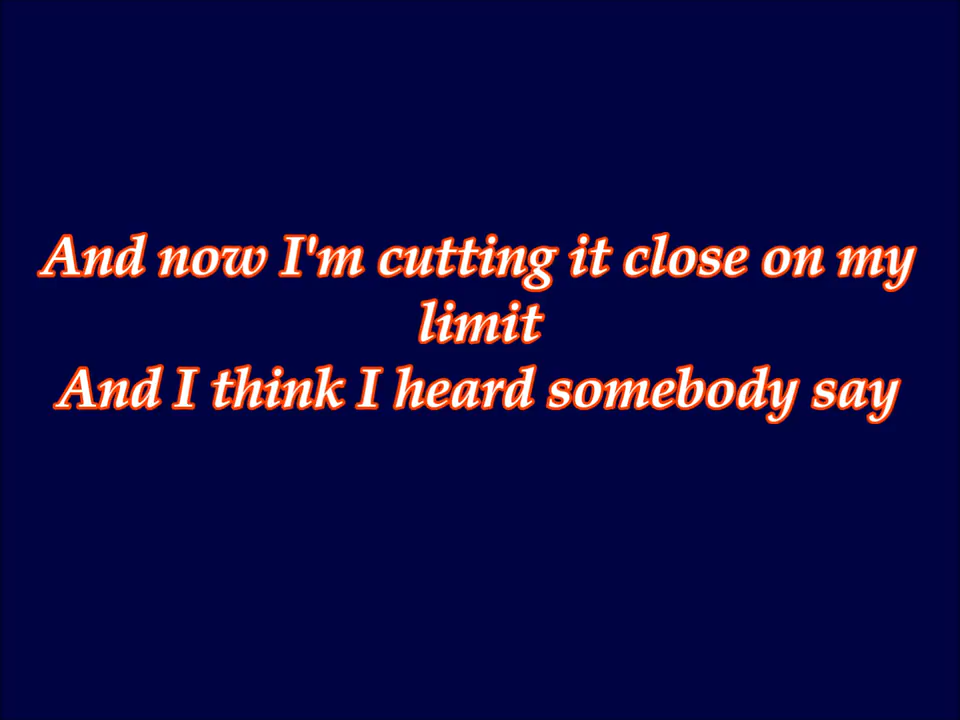 And now I'm cutting it close on my
limit
And I think I heard somebody say